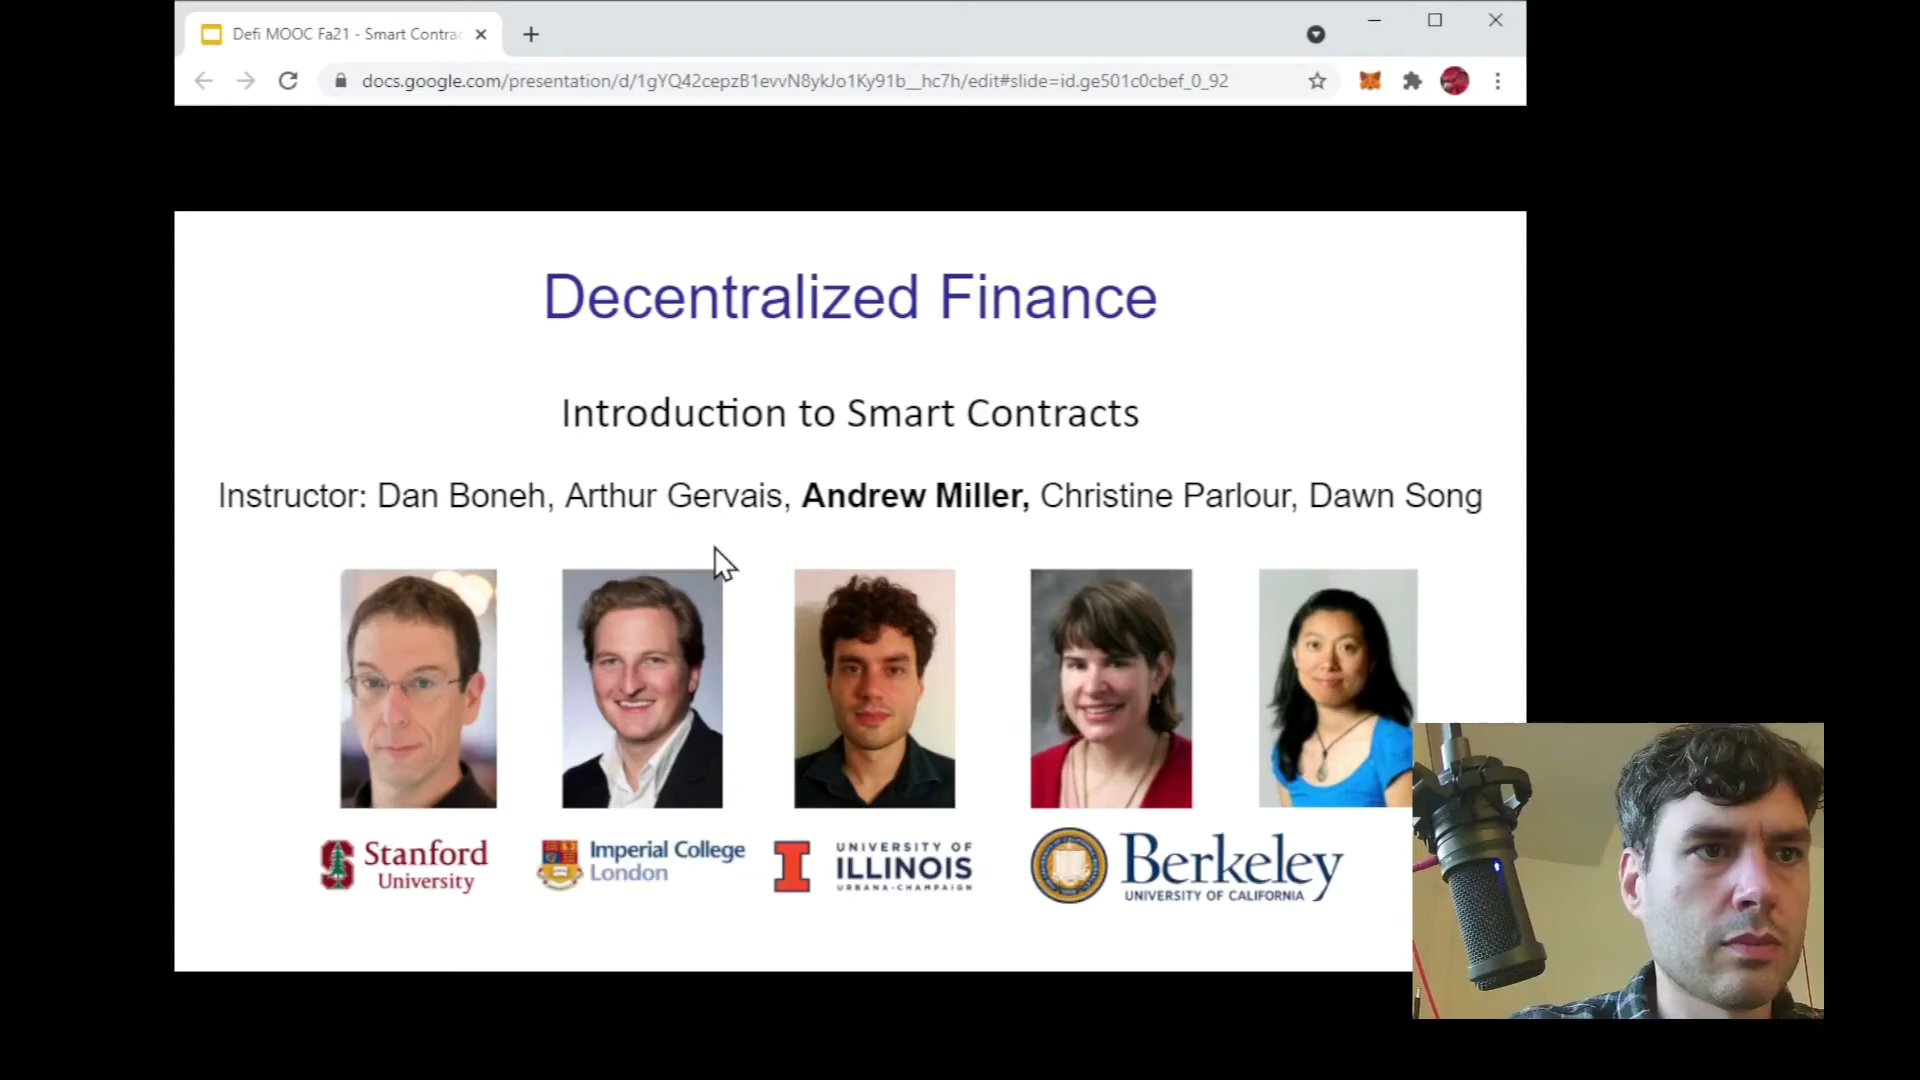 Defi MOOC Fa21 - Smart Contrac
docs.google.com/presentation/d/1gYQ42cepzB1evvN8ykJo1Ky91b__hc7h/edit#slide=id.ge501c0cbef_0_92
Decentralized Finance
Introduction to Smart Contracts
Instructor: Dan Boneh, Arthur Gervais, Andrew Miller, Christine Parlour, Dawn Song
Stanford
University
Imperial College
London
UNIVERSITY OF
ILLINOIS
URBANA-CHAMPAIGN
Berkeley
UNIVERSITY OF CALIFORNIA